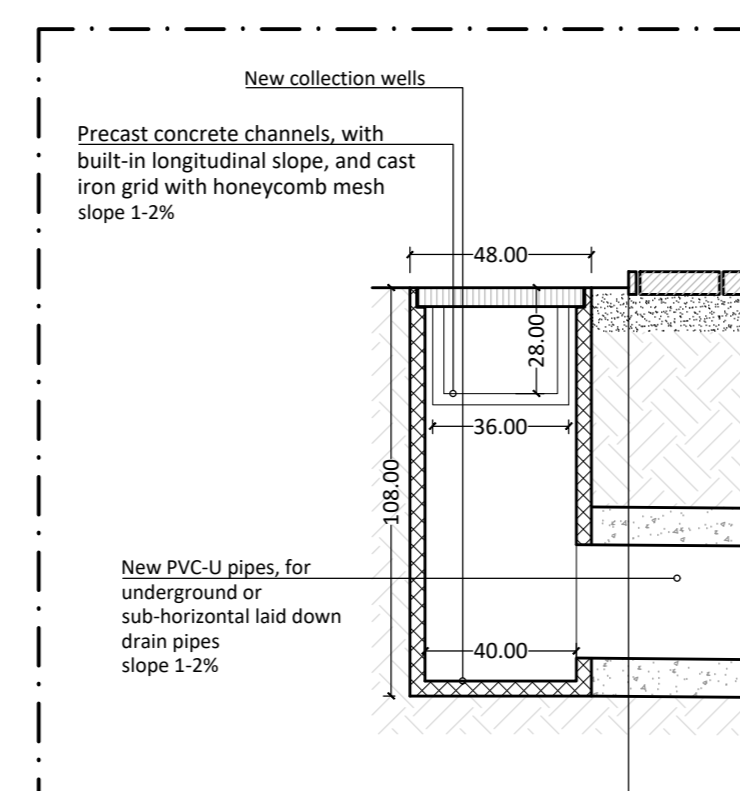 New collection wells
Precast concrete channels, with
built-in longitudinal slope, and cast
iron grid with honeycomb mesh
slope 1-2%
48.00
28.00
36.00
108.00
New PVC-U pipes, for
underground or
sub-horizontal laid down
drain pipes
slope 1-2%
40.00